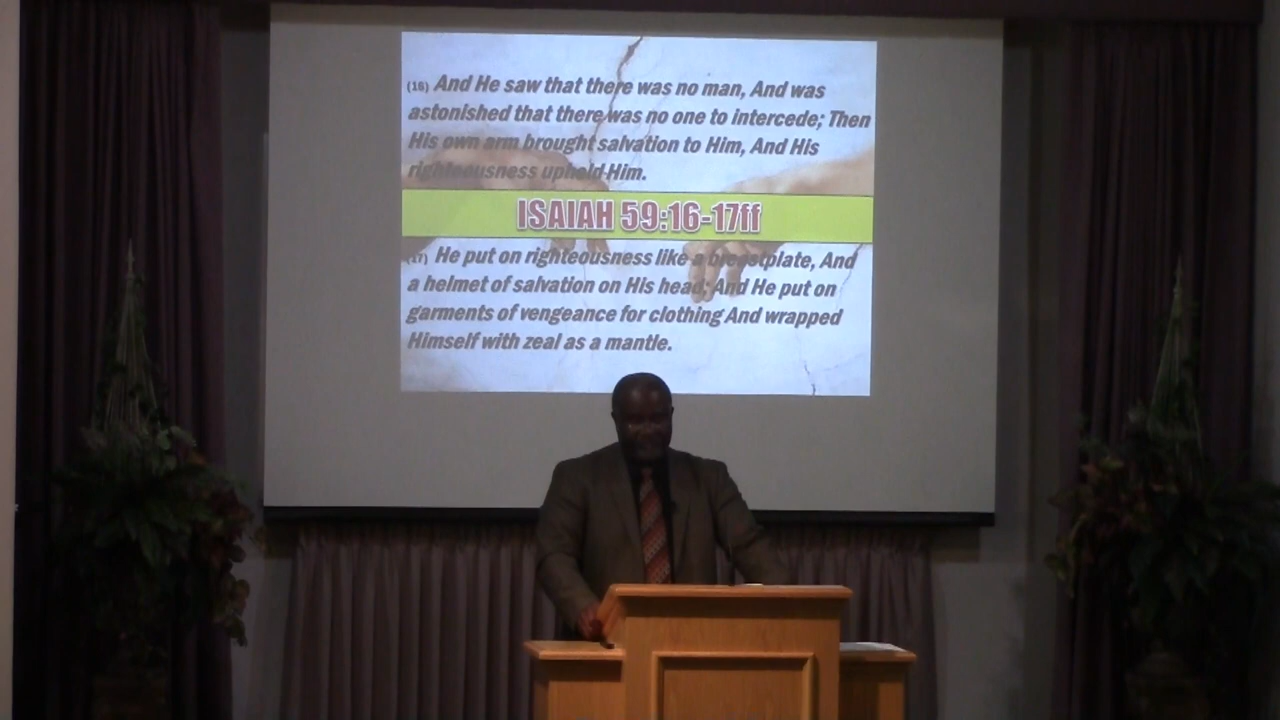 (16) And He saw that there was no man, And was
astonished that there was no one to intercede; Then
His own arm brought salvation to Him, And His
righteousness upheld Him.
ISAIAH 59:16-17ff
(17) He put on righteousness like a breastplate, And
a helmet of salvation on His head; And He put on
garments of vengeance for clothing And wrapped
Himself with zeal as a mantle.